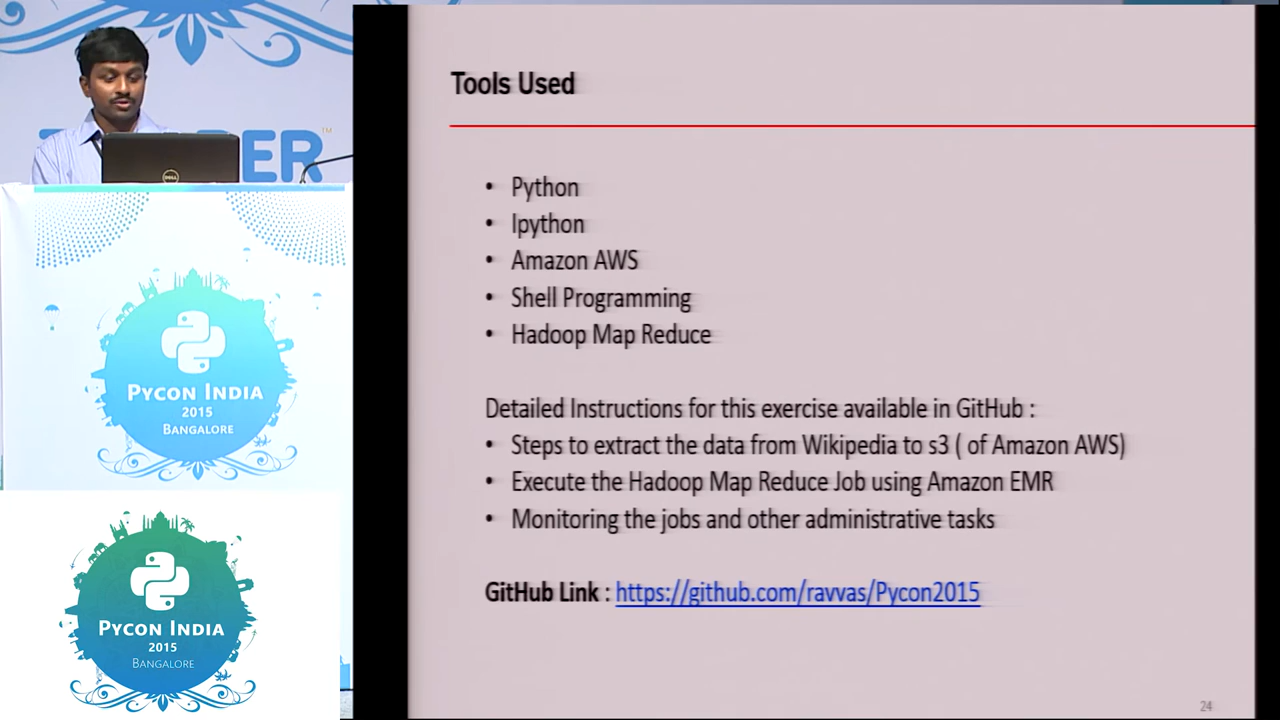 ER™
DELL
PYCON INDIA
2015
BANGALORE
PYCON INDIA
2015
BANGALORE
Tools Used
• Python
• Ipython
• Amazon AWS
• Shell Programming
• Hadoop Map Reduce
Detailed Instructions for this exercise available in GitHub :
• Steps to extract the data from Wikipedia to s3 ( of Amazon AWS)
• Execute the Hadoop Map Reduce Job using Amazon EMR
• Monitoring the jobs and other administrative tasks
GitHub Link : https://github.com/ravvas/Pycon2015
24